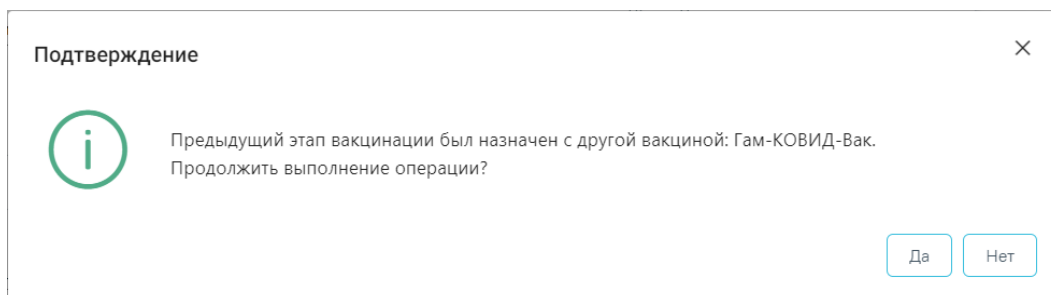 Подтверждение
Предыдущий этап вакцинации был назначен с другой вакциной: Гам-КОВИД-Вак.
Продолжить выполнение операции?
Да
Нет